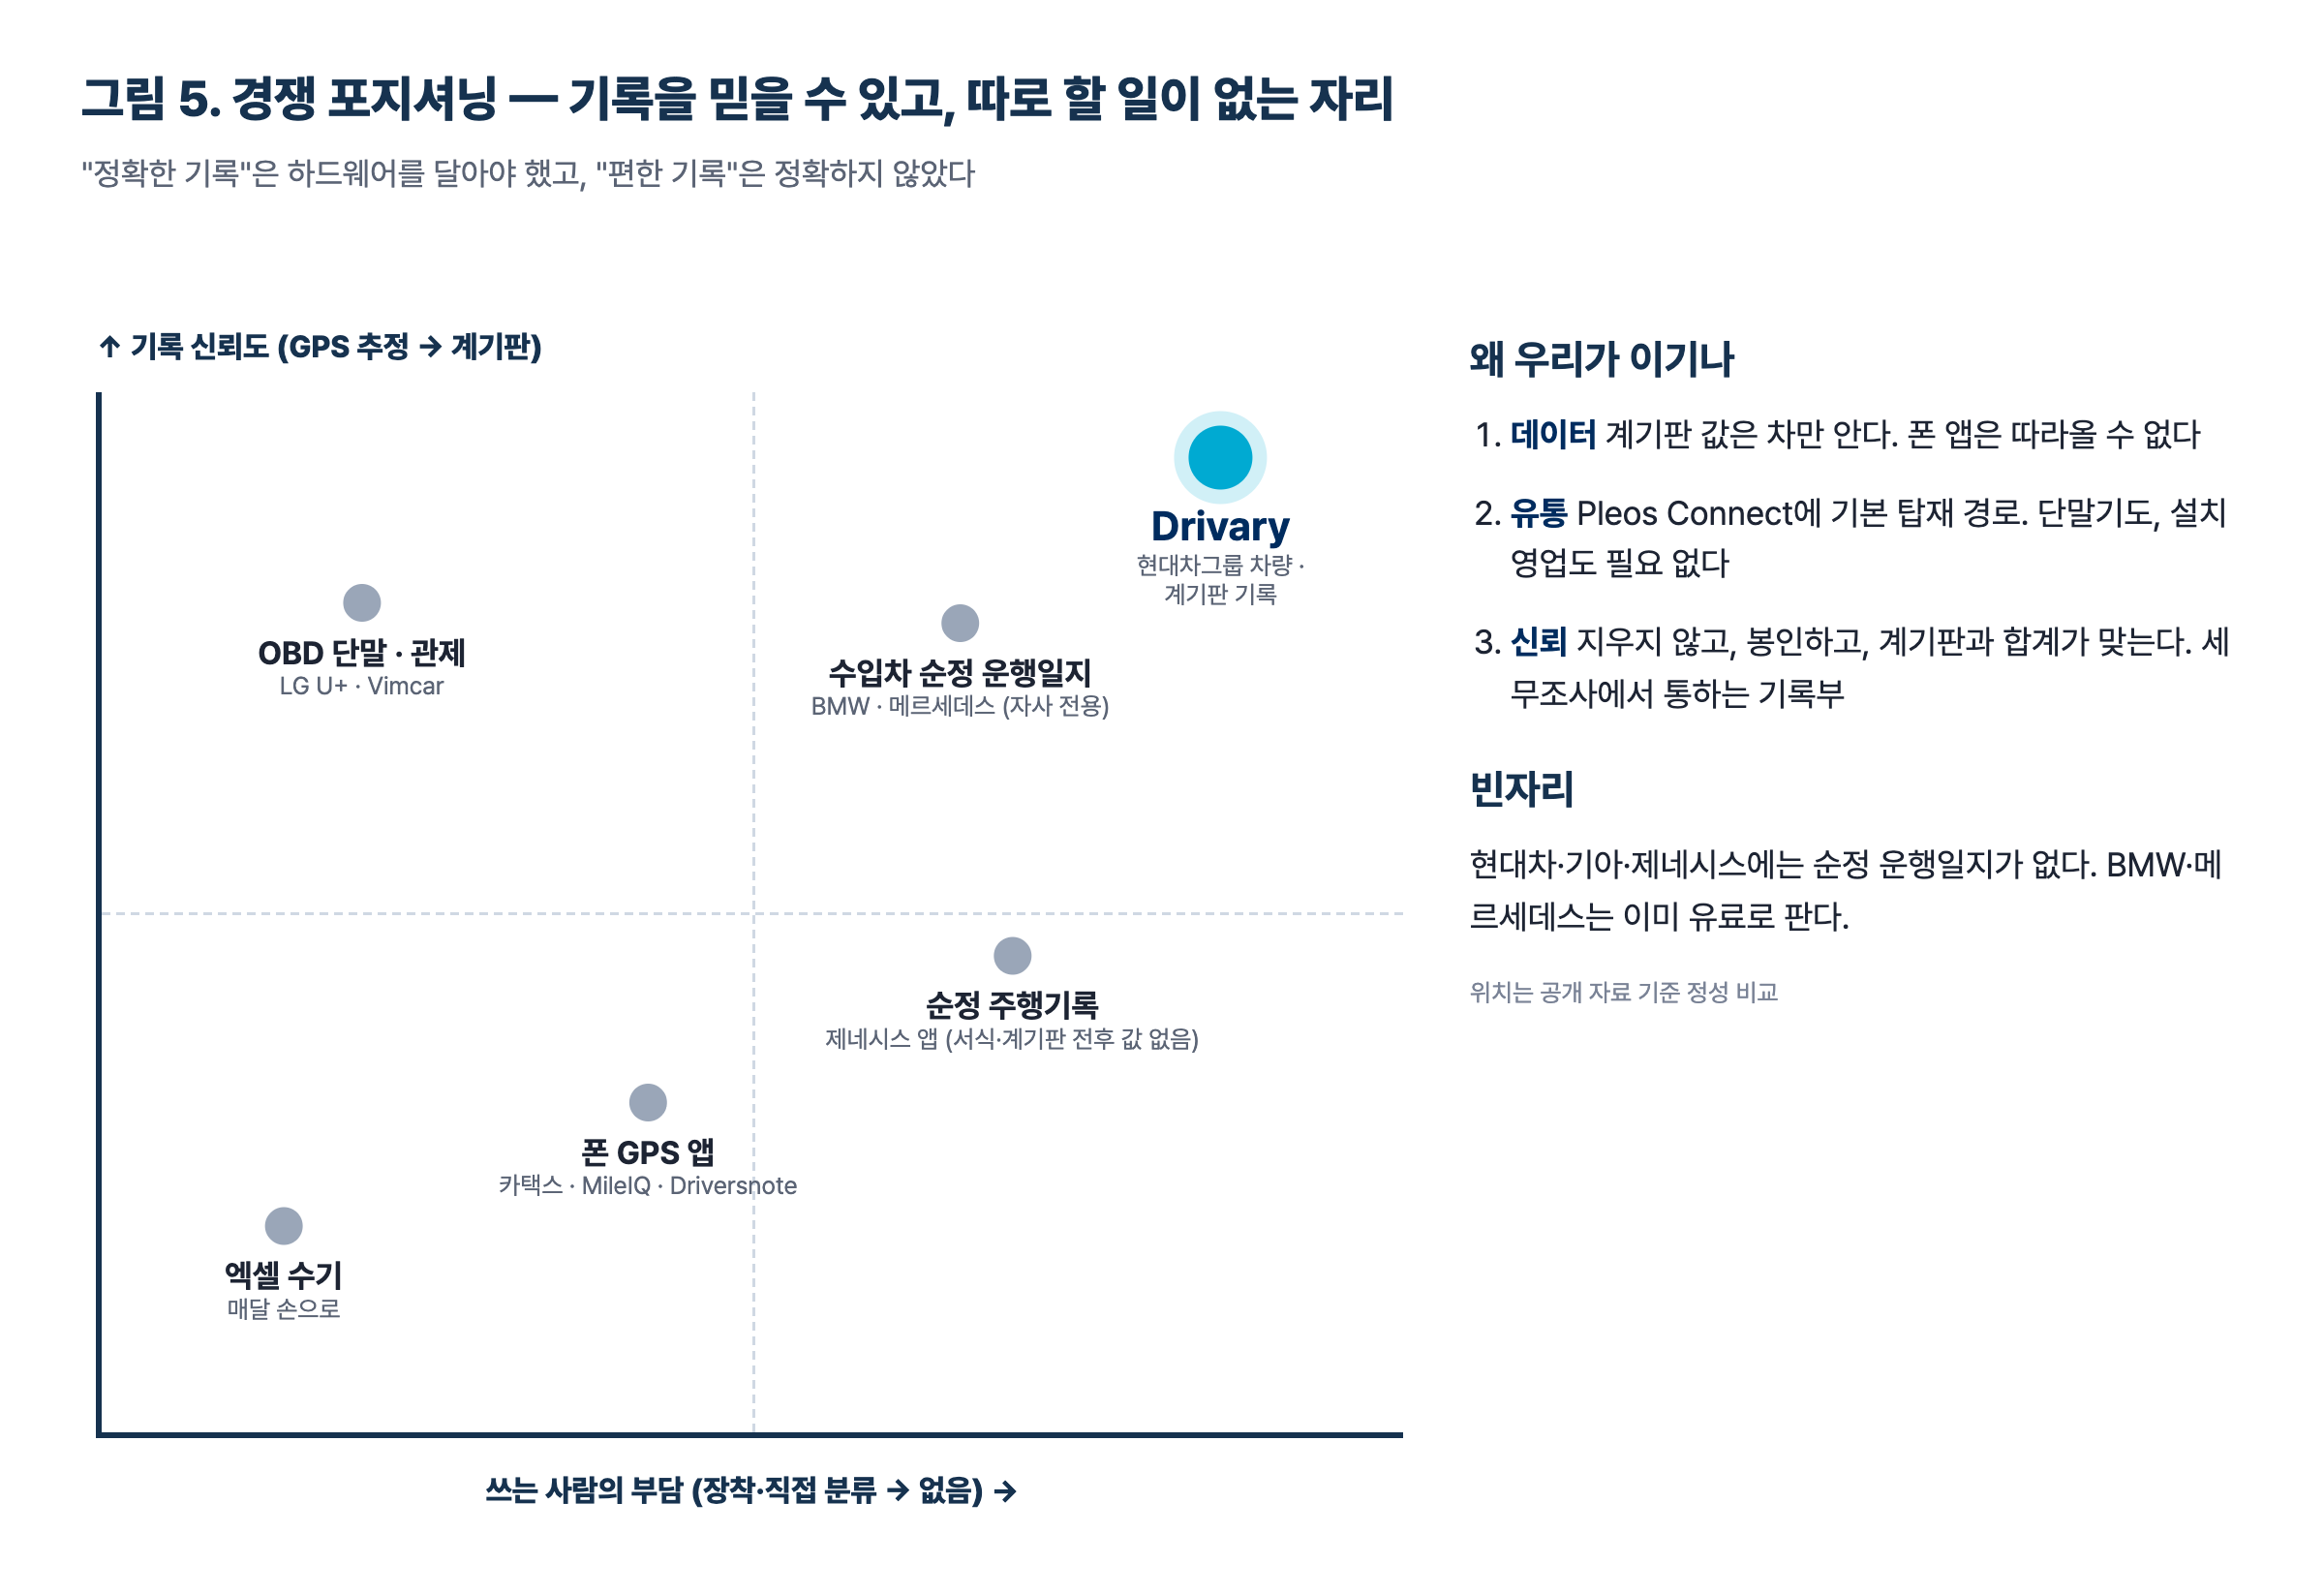 그림 5. 경쟁 포지셔닝 — 기록을 믿을 수 있고, 따로 할 일이 없는 자리
"정확한 기록"은 하드웨어를 달아야 했고, "편한 기록"은 정확하지 않았다
↑ 기록 신뢰도 (GPS 추정 → 계기판)
Drivary
현대차그룹 차량 ·
계기판 기록
OBD 단말 · 관제
LG U+ · Vimcar
수입차 순정 운행일지
BMW · 메르세데스 (자사 전용)
순정 주행기록
제네시스 앱 (서식·계기판 전후 값 없음)
폰 GPS 앱
카택스 · MileIQ · Driversnote
엑셀 수기
매달 손으로
쓰는 사람의 부담 (장착·직접 분류 → 없음) →
왜 우리가 이기나
1. 데이터 계기판 값은 차만 안다. 폰 앱은 따라올 수 없다
2. 유통 Pleos Connect에 기본 탑재 경로. 단말기도, 설치
영업도 필요 없다
3. 신뢰 지우지 않고, 봉인하고, 계기판과 합계가 맞는다. 세
무조사에서 통하는 기록부
빈자리
현대차·기아·제네시스에는 순정 운행일지가 없다. BMW·메
르세데스는 이미 유료로 판다.
위치는 공개 자료 기준 정성 비교